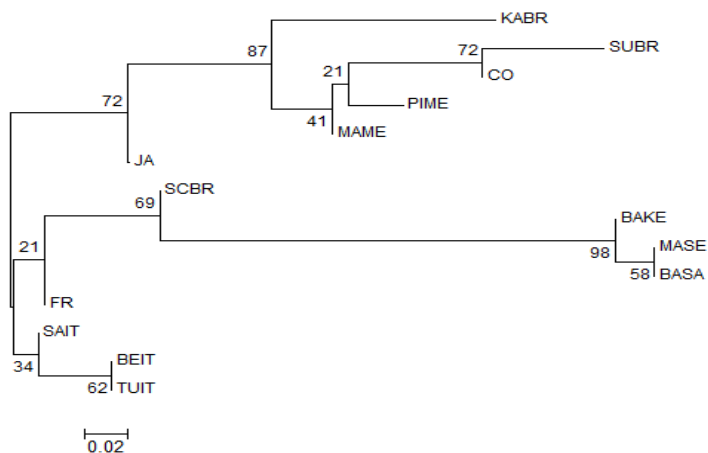 KABR
87
72
SUBR
21
CO
72
PIME
41
MAME
JA
SCBR
69
BAKE
21
MASE
98
58
BASA
FR
SAIT
34
BEIT
62
TUIT
0.02